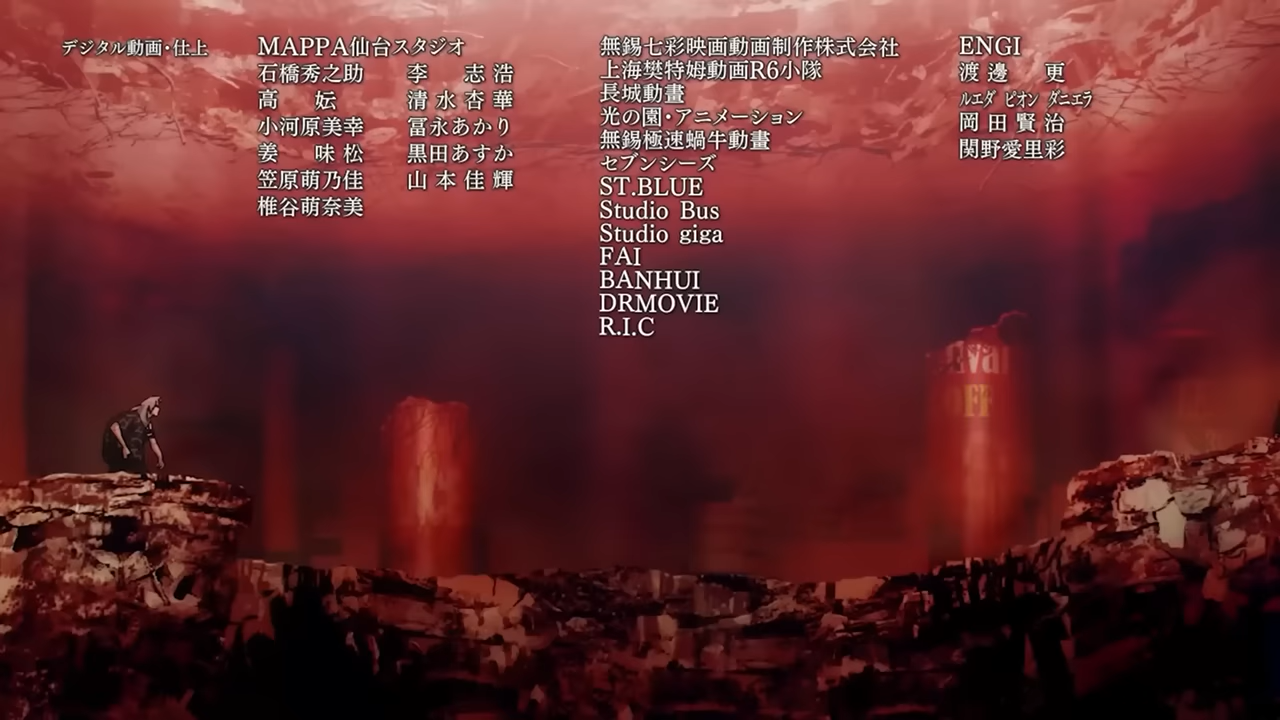 デジタル動画・仕上
MAPPA仙台スタジオ
石橋秀之助 李 志浩
高 妘 清水杏華
小河原美幸 冨永あかり
姜 味松 黒田あすか
笠原萌乃佳 山本佳輝
椎谷萌奈美
無錫七彩映画動画制作株式会社
上海樊特姆動画R6小隊
長城動畫
光の園・アニメーション
無錫極速蝸牛動畫
セブンシーズ
ST.BLUE
Studio Bus
Studio giga
FAI
BANHUI
DRMOVIE
R.I.C
ENGI
渡邊 更
ルエダ ピオン ダニエラ
岡田賢治
関野愛里彩
OFF